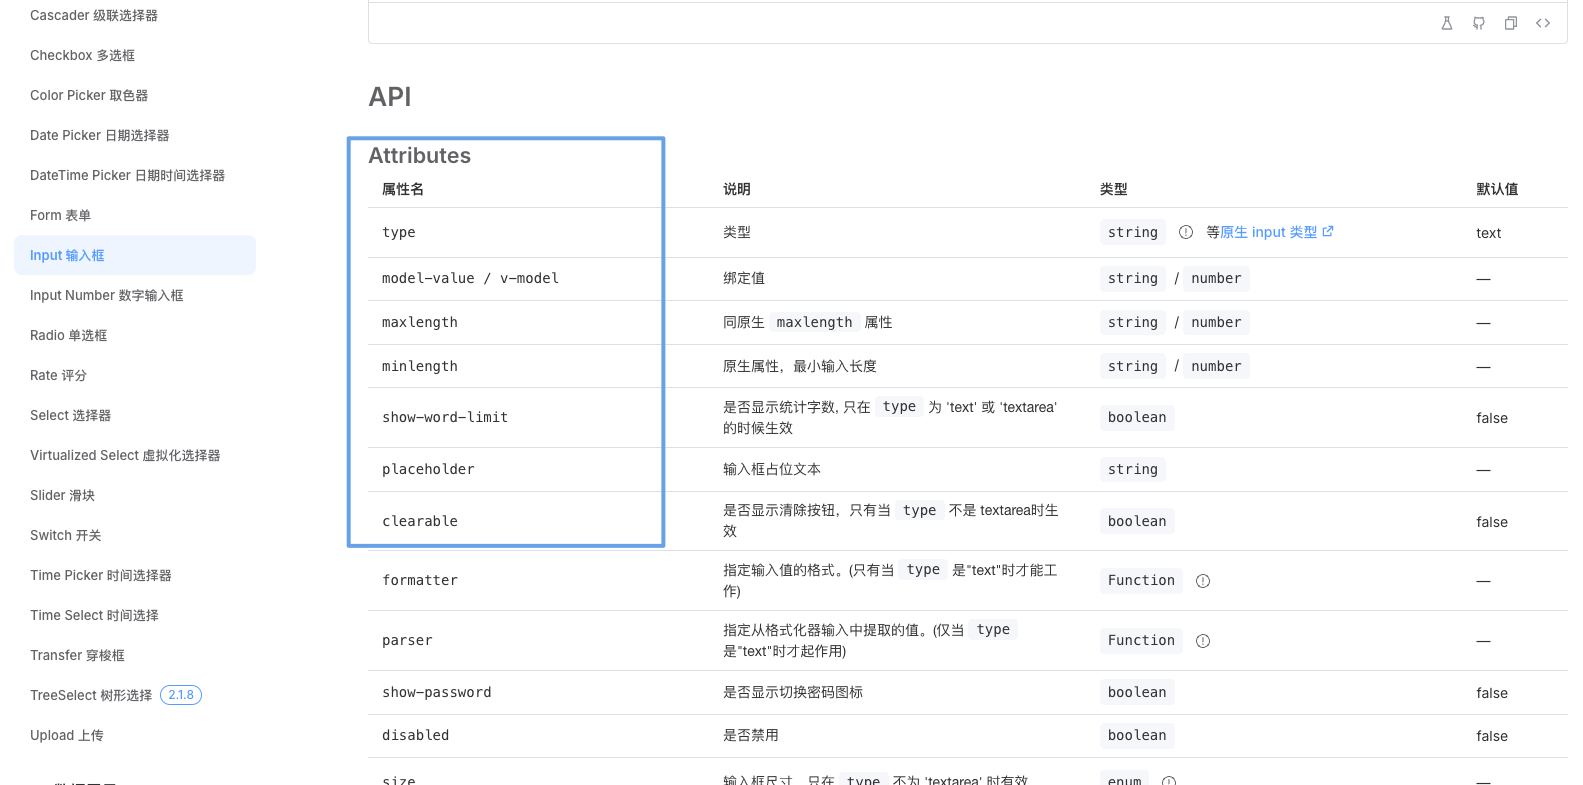 Cascader 级联选择器
Checkbox 多选框
Color Picker 取色器
Date Picker 日期选择器
DateTime Picker 日期时间选择器
Form 表单
Input 输入框
Input Number 数字输入框
Radio 单选框
Rate 评分
Select 选择器
Virtualized Select 虚拟化选择器
Slider 滑块
Switch 开关
Time Picker 时间选择器
Time Select 时间选择
Transfer 穿梭框
TreeSelect 树形选择 2.1.8
Upload 上传
API
Attributes
属性名 说明 类型 默认值
type 类型 string 等原生 input 类型 text
model-value / v-model 绑定值 string / number —
maxlength 同原生 maxlength 属性 string / number —
minlength 原生属性，最小输入长度 string / number —
show-word-limit 是否显示统计字数, 只在 type 为 'text' 或 'textarea' boolean false
的时候生效
placeholder 输入框占位文本 string —
clearable 是否显示清除按钮，只有当 type 不是 textarea时生 boolean false
效
formatter 指定输入值的格式。(只有当 type 是"text"时才能工 Function —
作)
parser 指定从格式化器输入中提取的值。(仅当 type Function —
是"text"时才起作用)
show-password 是否显示切换密码图标 boolean false
disabled 是否禁用 boolean false
size 输入框尺寸，只在 type 不为 'textarea' 时有效 enum —